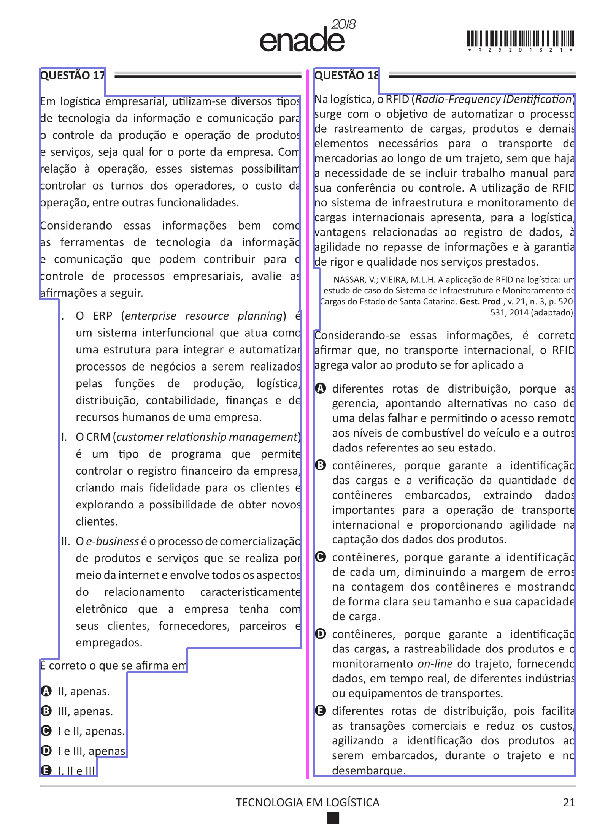 enade 2018
*R2520182 1*
QUESTÃO 17
Em logística empresarial, utilizam-se diversos tipos
de tecnologia da informação e comunicação para
o controle da produção e operação de produtos
e serviços, seja qual for o porte da empresa. Com
relação à operação, esses sistemas possibilitam
controlar os turnos dos operadores, o custo da
operação, entre outras funcionalidades.
Considerando essas informações bem como
as ferramentas de tecnologia da informação
e comunicação que podem contribuir para o
controle de processos empresariais, avalie as
afirmações a seguir.
I. O ERP (enterprise resource planning) é
um sistema interfuncional que atua como
uma estrutura para integrar e automatizar
processos de negócios a serem realizados
pelas funções de produção, logística,
distribuição, contabilidade, finanças e de
recursos humanos de uma empresa.
I. O CRM (customer relationship management)
é um tipo de programa que permite
controlar o registro financeiro da empresa,
criando mais fidelidade para os clientes e
explorando a possibilidade de obter novos
clientes.
II. O e-business é o processo de comercialização
de produtos e serviços que se realiza por
meio da internet e envolve todos os aspectos
do relacionamento caracteristicamente
eletrônico que a empresa tenha com
seus clientes, fornecedores, parceiros e
empregados.
É correto o que se afirma em
A II, apenas.
B III, apenas.
C I e II, apenas.
D I e III, apenas
E I, II e III
QUESTÃO 18
Na logística, o RFID (Radio-Frequency IDentification)
surge com o objetivo de automatizar o processo
de rastreamento de cargas, produtos e demais
elementos necessários para o transporte de
mercadorias ao longo de um trajeto, sem que haja
a necessidade de se incluir trabalho manual para
sua conferência ou controle. A utilização de RFID
no sistema de infraestrutura e monitoramento de
cargas internacionais apresenta, para a logística,
vantagens relacionadas ao registro de dados, à
agilidade no repasse de informações e à garantia
de rigor e qualidade nos serviços prestados.
NASSAR, V.; VIEIRA, M.L.H. A aplicação de RFID na logística: um
estudo de caso do Sistema de Infraestrutura e Monitoramento de
Cargas do Estado de Santa Catarina. Gest. Prod., v. 21, n. 3, p. 520-
531, 2014 (adaptado)
Considerando-se essas informações, é correto
afirmar que, no transporte internacional, o RFID
agrega valor ao produto se for aplicado a
A diferentes rotas de distribuição, porque as
gerencia, apontando alternativas no caso de
uma delas falhar e permitindo o acesso remoto
aos níveis de combustível do veículo e a outros
dados referentes ao seu estado.
B contêineres, porque garante a identificação
das cargas e a verificação da quantidade de
contêineres embarcados, extraindo dados
importantes para a operação de transporte
internacional e proporcionando agilidade na
captação dos dados dos produtos.
C contêineres, porque garante a identificação
de cada um, diminuindo a margem de erros
na contagem dos contêineres e mostrando
de forma clara seu tamanho e sua capacidade
de carga.
D contêineres, porque garante a identificação
das cargas, a rastreabilidade dos produtos e o
monitoramento on-line do trajeto, fornecendo
dados, em tempo real, de diferentes indústrias
ou equipamentos de transportes.
E diferentes rotas de distribuição, pois facilita
as transações comerciais e reduz os custos,
agilizando a identificação dos produtos ao
serem embarcados, durante o trajeto e no
desembarque.
TECNOLOGIA EM LOGÍSTICA
21